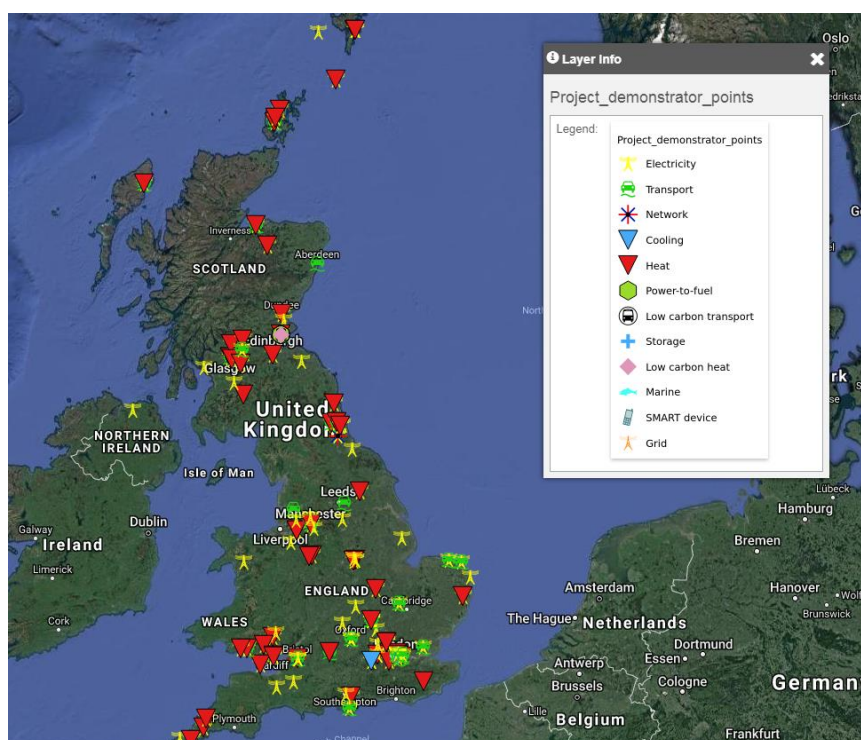 Oslo
Layer Info
Project_demonstrator_points
Legend:
Project_demonstrator_points
Electricity
Transport
Network
Cooling
Heat
Power-to-fuel
Low carbon transport
Storage
Low carbon heat
Marine
SMART device
Grid
Inverness
Aberdeen
SCOTLAND
Dundee
Glasgow
United
Kingdom
NORTHERN
IRELAND
Isle of Man
Leeds
Manchester
Dublin
Liverpool
Galway
Ireland
Limerick
ENGLAND
Cambridge
WALES
Cork
Oxford
Bristol
Brighton
Southampton
Plymouth
Channel
Lübeck
Hamburg
Bremen
Amsterdam
Hanover
The Hague
Netherlands
Brunswick
Dortmund
Antwerp
Essen
Brussels
Cologne
Lille
Belgium
Frankfurt